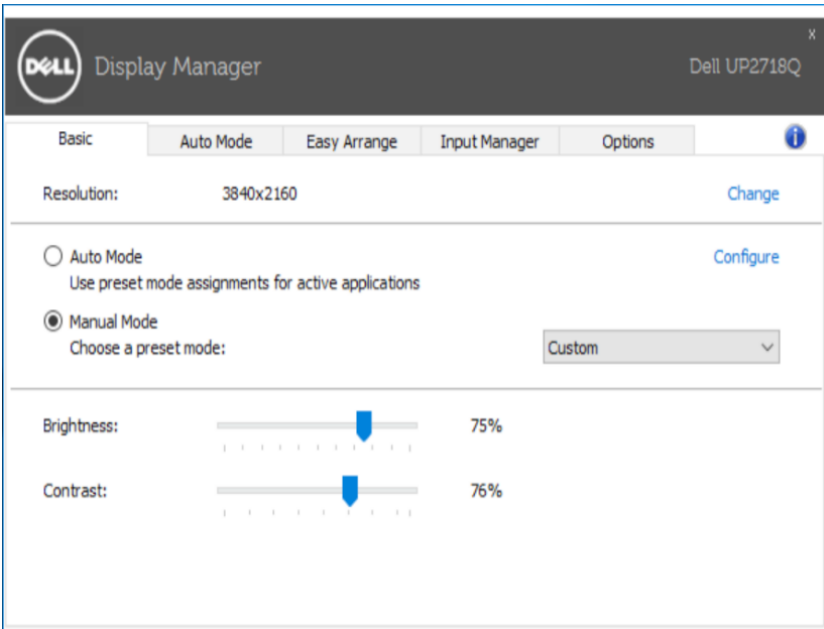 x
DELL Display Manager Dell UP2718Q
Basic Auto Mode Easy Arrange Input Manager Options i
Resolution: 3840x2160 Change
Auto Mode Configure
Use preset mode assignments for active applications
Manual Mode
Choose a preset mode: Custom
Brightness: 75%
Contrast: 76%